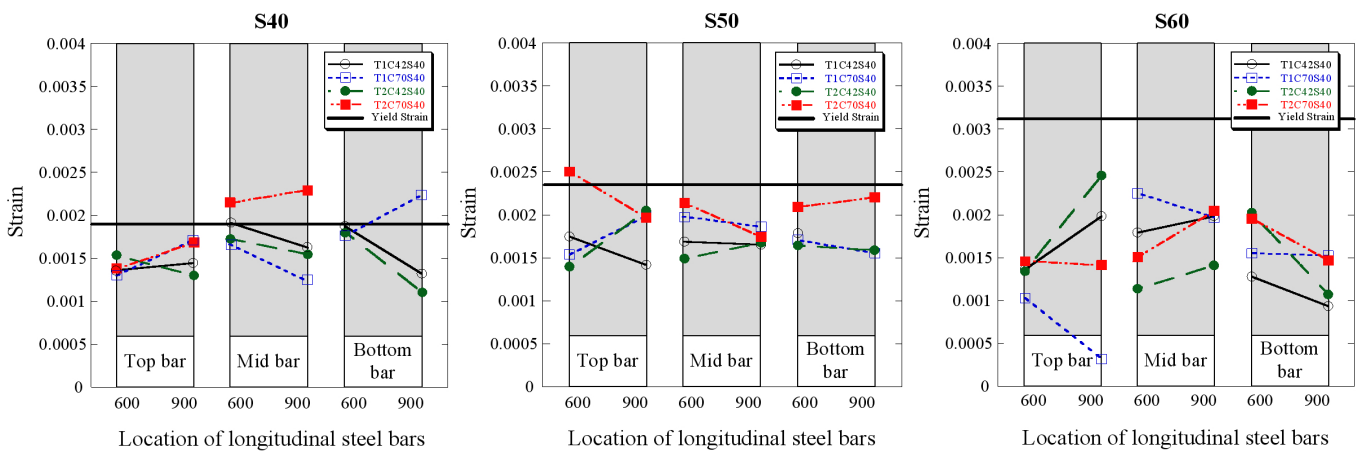 S40
0.004
0.0035
0.003
0.0025
0.002
0.0015
0.001
0.0005
0
Strain
T1C42S40
T1C70S40
T2C42S40
T2C70S40
Yield Strain
Top bar
Mid bar
Bottom
bar
600 900 600 900 600 900
Location of longitudinal steel bars
S50
0.004
0.0035
0.003
0.0025
0.002
0.0015
0.001
0.0005
0
Strain
T1C42S40
T1C70S40
T2C42S40
T2C70S40
Yield Strain
Top bar
Mid bar
Bottom
bar
600 900 600 900 600 900
Location of longitudinal steel bars
S60
0.004
0.0035
0.003
0.0025
0.002
0.0015
0.001
0.0005
0
Strain
T1C42S40
T1C70S40
T2C42S40
T2C70S40
Yield Strain
Top bar
Mid bar
Bottom
bar
600 900 600 900 600 900
Location of longitudinal steel bars